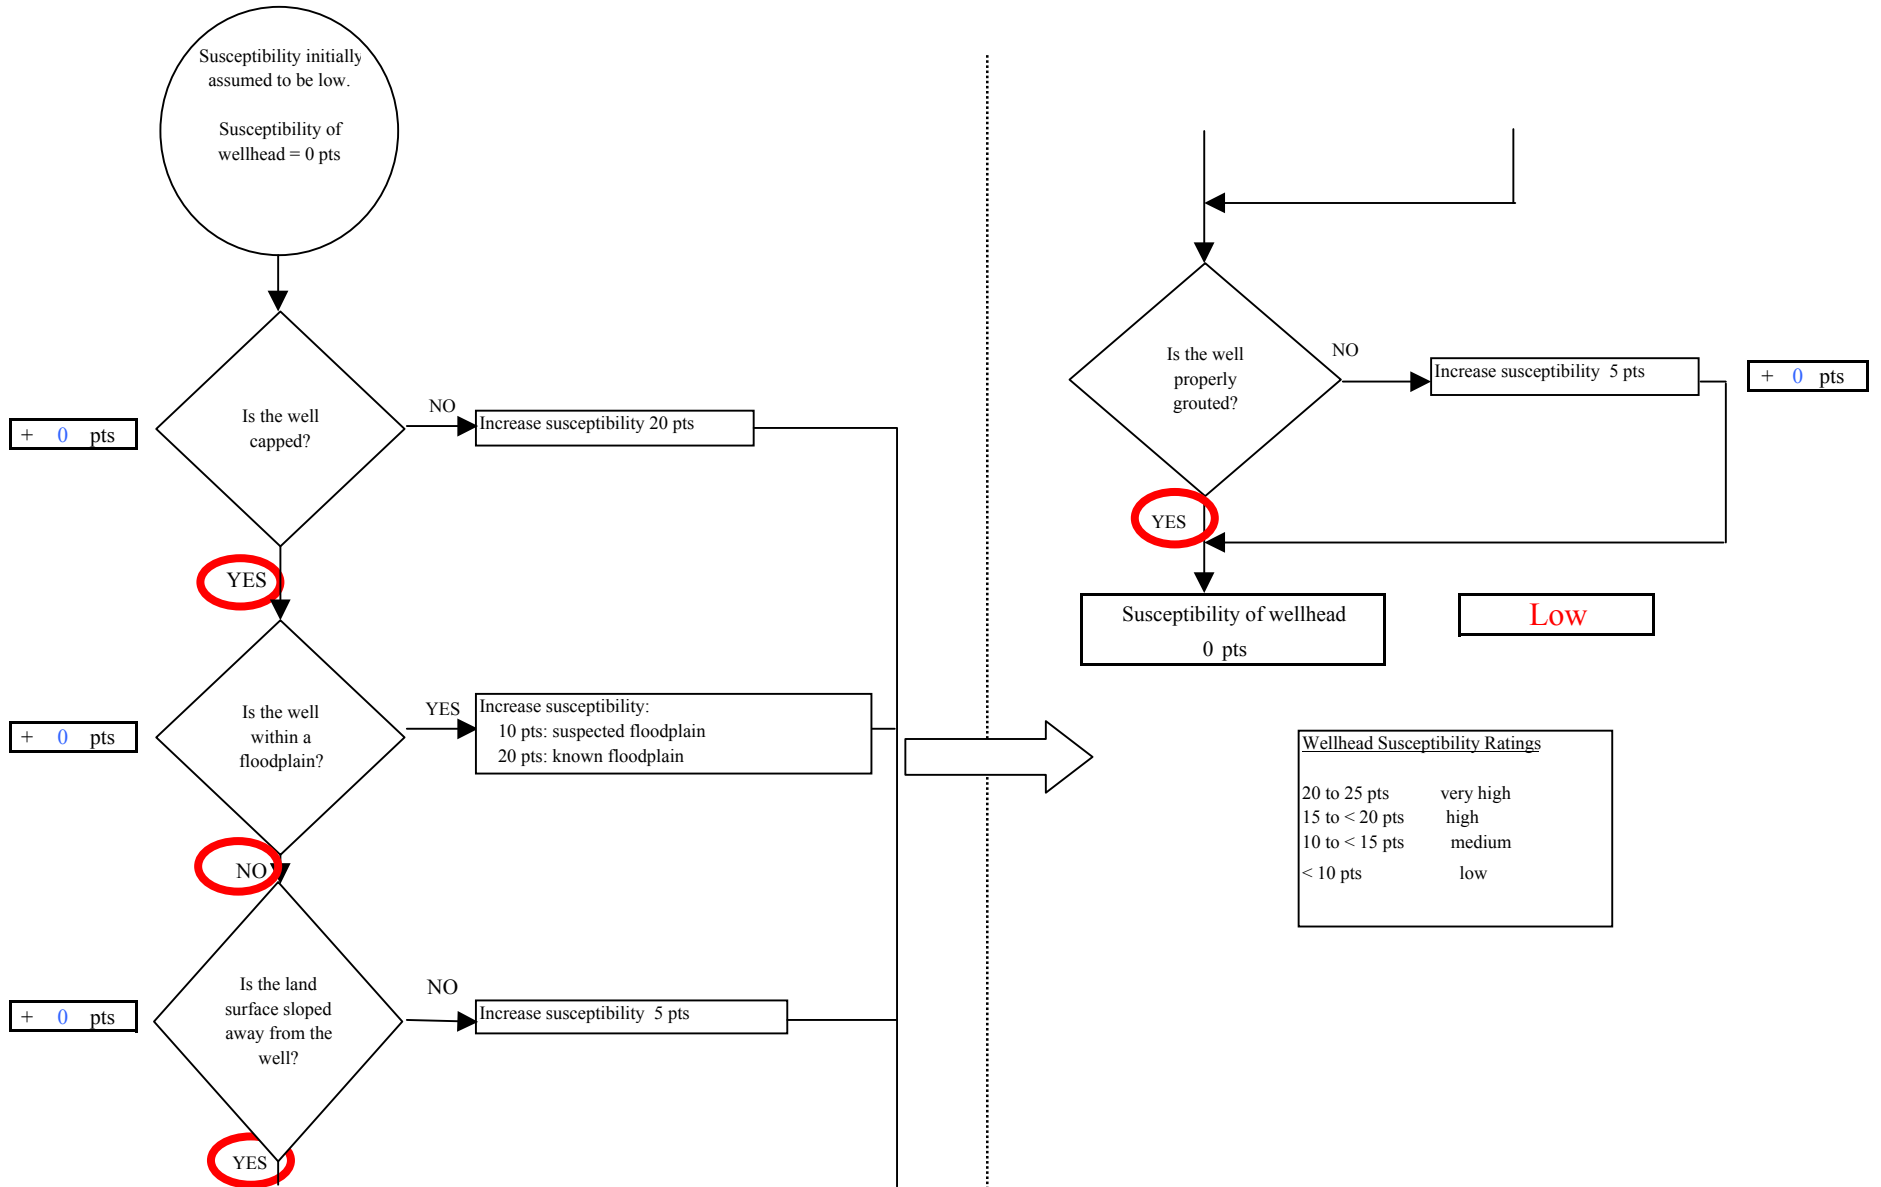 Susceptibility initially
assumed to be low.
Susceptibility of
wellhead = 0 pts
Is the well
capped?
NO
Increase susceptibility 20 pts
+ 0 pts
YES
Is the well
within a
floodplain?
YES
Increase susceptibility:
10 pts: suspected floodplain
20 pts: known floodplain
+ 0 pts
NO
Is the land
surface sloped
away from the
well?
NO
Increase susceptibility 5 pts
+ 0 pts
YES
Is the well
properly
grouted?
NO
Increase susceptibility 5 pts
+ 0 pts
YES
Susceptibility of wellhead
0 pts
Low
Wellhead Susceptibility Ratings
20 to 25 pts very high
15 to < 20 pts high
10 to < 15 pts medium
< 10 pts low